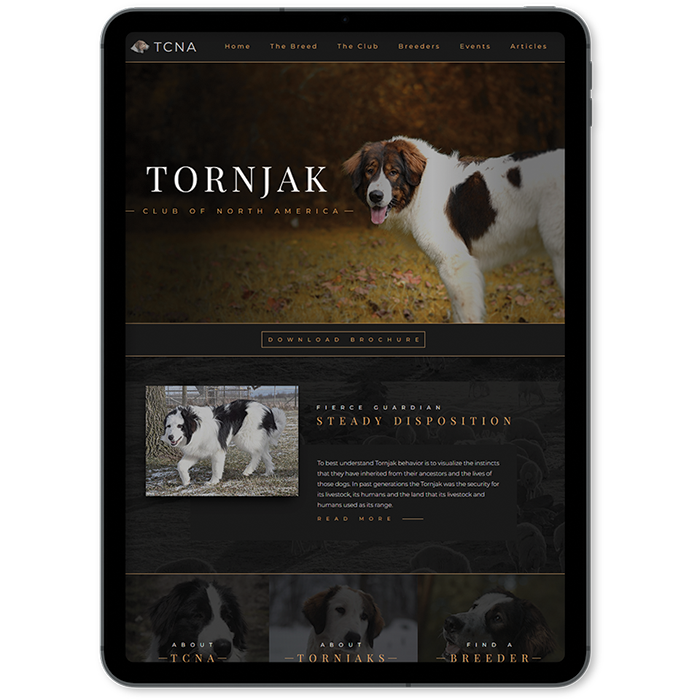 TCNA Home The Breed The Club Breeders Events Articles
TORNJAK
CLUB OF NORTH AMERICA
DOWNLOAD BROCHURE
FIERCE GUARDIAN
STEADY DISPOSITION
To best understand Tornjak behavior is to visualize the instincts
that they have inherited from their ancestors and the lives of
those dogs. In past generations the Tornjak was the security for
its livestock, its humans and the land that its livestock and
humans used as its range.
READ MORE
ABOUT
TCNA
ABOUT
TORNJAKS
FIND A
BREEDER